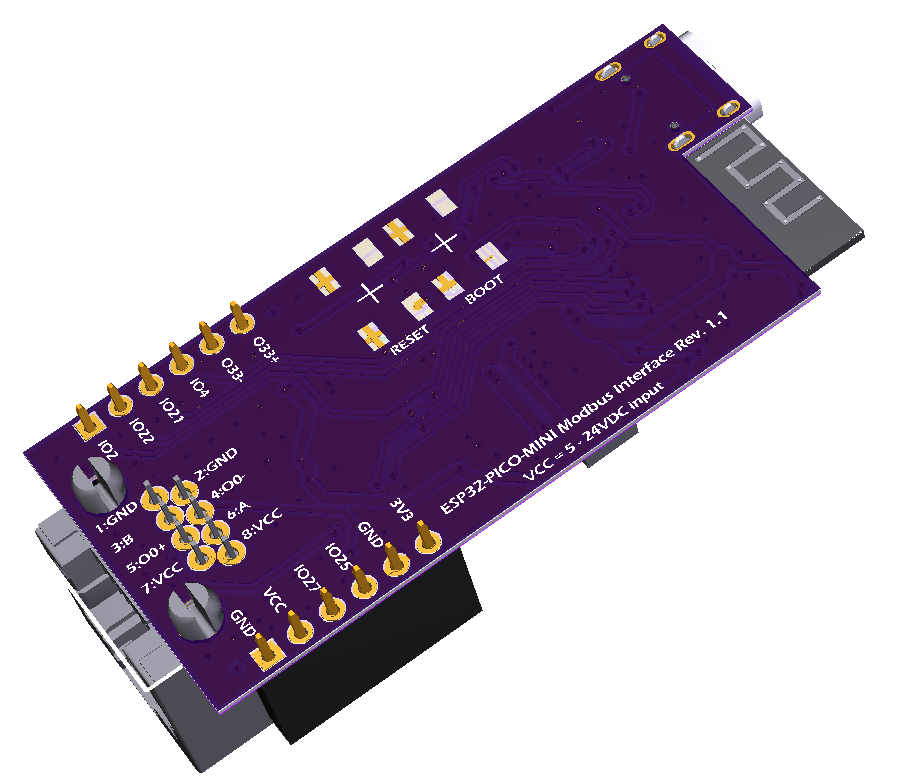 BOOT
RESET
O33+
O33-
IO4
IO21
IO22
IO2
ESP32-PICO-MINI Modbus Interface Rev. 1.1
VCC = 5 - 24VDC input
2:GND
4:O0-
6:A
8:VCC
1:GND
3:B
5:O0+
7:VCC
3V3
GND
IO25
IO27
VCC
GND